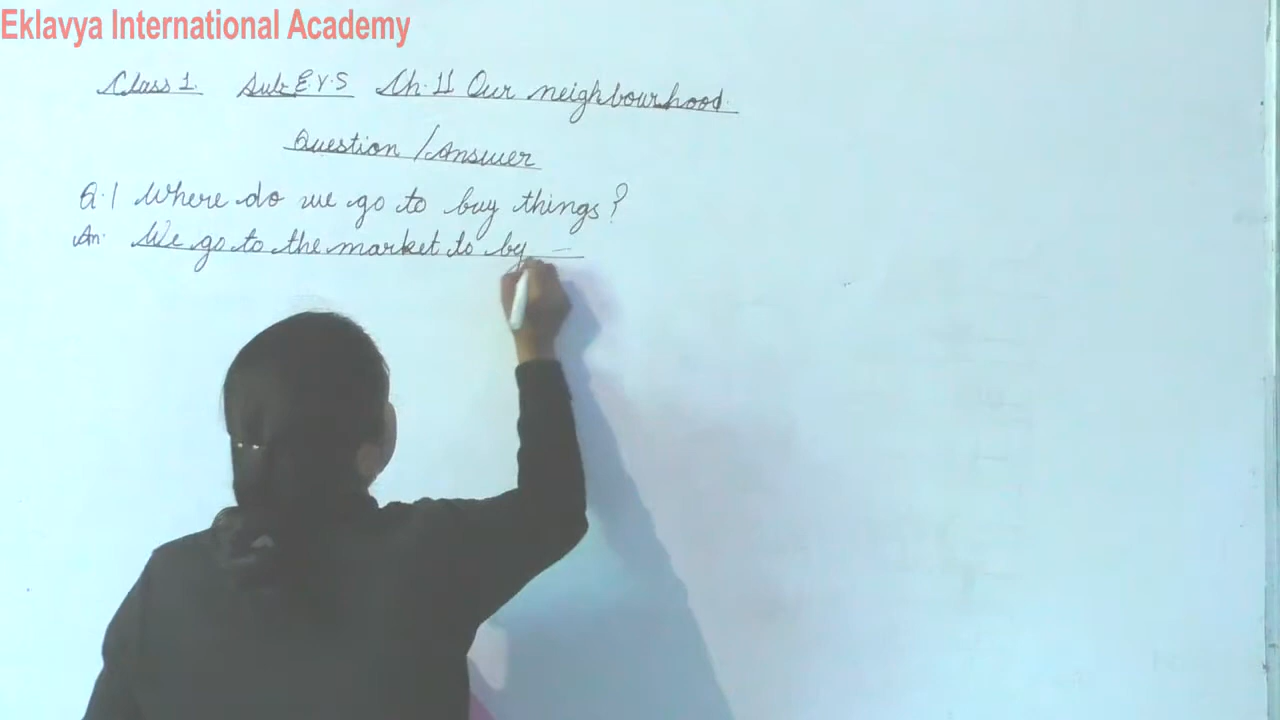 Eklavya International Academy
Class 1. Sub:E.V.S Ch.11 Our neighbourhood.
Question/Answer
Q.1 Where do we go to buy things?
An: We go to the market to by